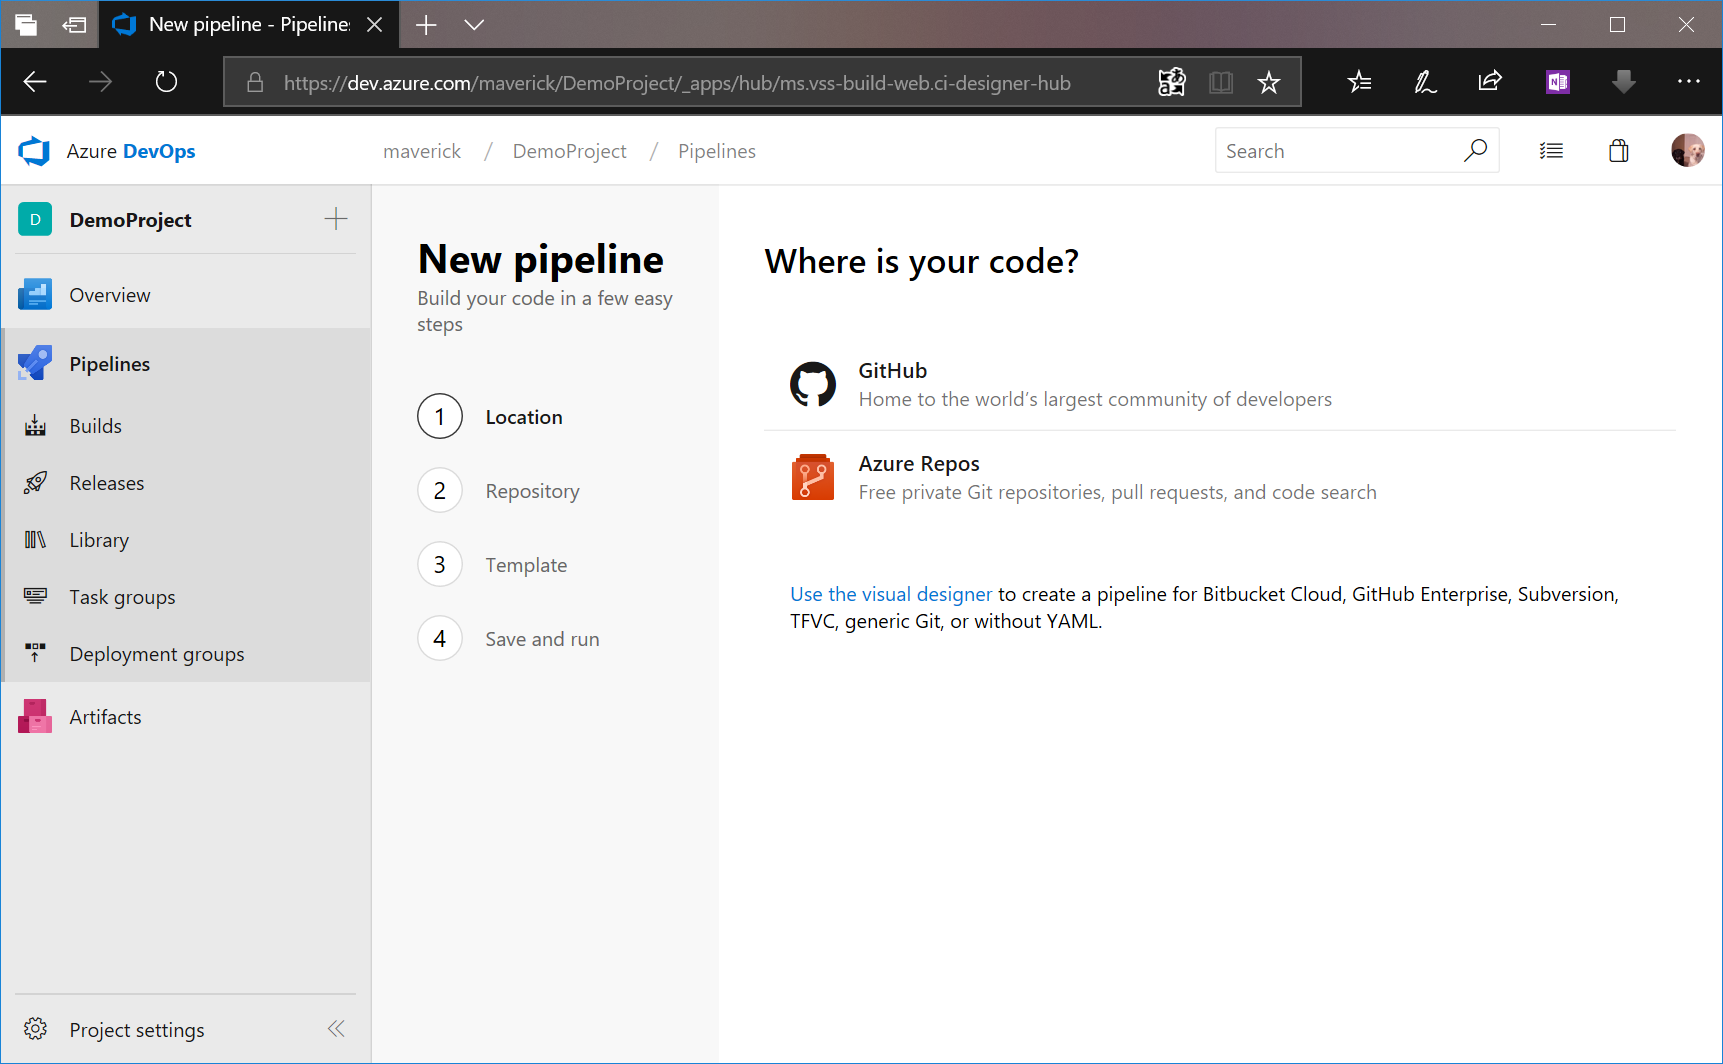 New pipeline - Pipeline
https://dev.azure.com/maverick/DemoProject/_apps/hub/ms.vss-build-web.ci-designer-hub
Azure DevOps
maverick / DemoProject / Pipelines
Search
D
DemoProject
Overview
Pipelines
Builds
Releases
Library
Task groups
Deployment groups
Artifacts
Project settings
New pipeline
Build your code in a few easy
steps
1 Location
2 Repository
3 Template
4 Save and run
Where is your code?
GitHub
Home to the world’s largest community of developers
Azure Repos
Free private Git repositories, pull requests, and code search
Use the visual designer to create a pipeline for Bitbucket Cloud, GitHub Enterprise, Subversion,
TFVC, generic Git, or without YAML.